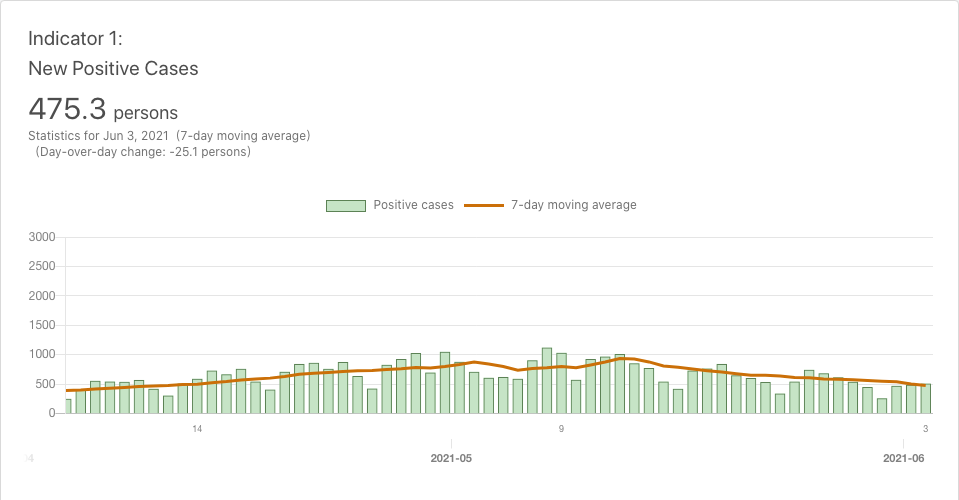 Indicator 1:
New Positive Cases
475.3 persons
Statistics for Jun 3, 2021 (7-day moving average)
(Day-over-day change: -25.1 persons)
Positive cases 7-day moving average
3000
2500
2000
1500
1000
500
0
14 9 3
2021-05 2021-06